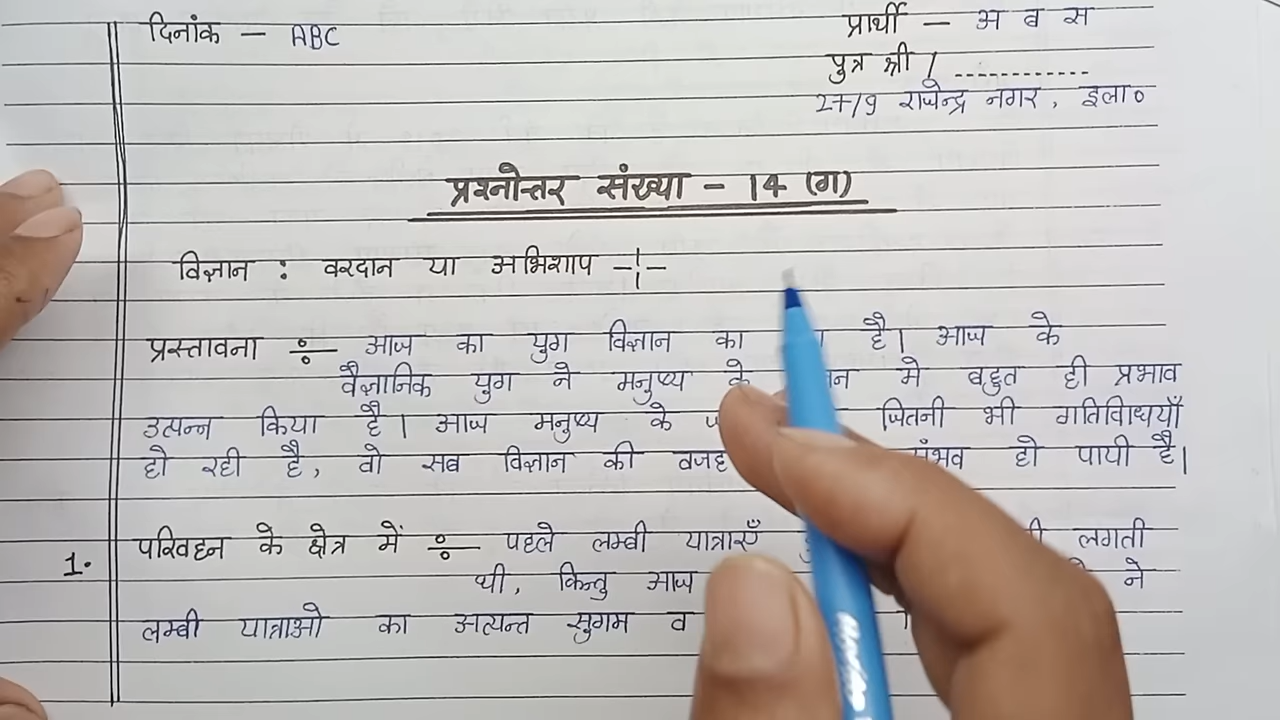 दिनांक — ABC
प्रार्थी — अ ब स
पुत्र श्री / ............
27/9 राजेन्द्र नगर, इला०
प्रश्नोत्तर संख्या - 14 (ग)
विज्ञान : वरदान या अभिशाप -:-
प्रस्तावना ÷ आज का युग विज्ञान का है। आज के
वैज्ञानिक युग ने मनुष्य के मे बहुत ही प्रभाव
उत्पन्न किया है। आज मनुष्य के जितनी भी गतिविधियाँ
हो रही है, वो सब विज्ञान की वजह संभव हो पायी है।
1. परिवहन के क्षेत्र में ÷ पहले लम्बी यात्राएँ लगती
थी, किन्तु आज ने
लम्बी यात्राओ का अत्यन्त सुगम व